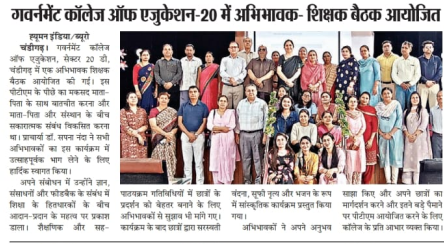 गवर्नमेंट कॉलेज ऑफ एजुकेशन-20 में अभिभावक- शिक्षक बैठक आयोजित
ह्यूमन इंडिया/ब्यूरो
चंडीगढ़। गवर्नमेंट कॉलेज
ऑफ एजुकेशन, सेक्टर 20 डी,
चंडीगढ़ में एक अभिभावक शिक्षक
बैठक आयोजित की गई। इस
पीटीएम के पीछे का मकसद माता-
पिता के साथ बातचीत करना और
माता-पिता और संस्थान के बीच
सकारात्मक संबंध विकसित करना
था। प्राचार्या डॉ. सपना नंदा ने सभी
अभिभावकों का इस कार्यक्रम में
उत्साहपूर्वक भाग लेने के लिए
हार्दिक स्वागत किया।
अपने संबोधन में उन्होंने ज्ञान,
संसाधनों और फीडबैक के संबंध में
शिक्षा के हितधारकों के बीच
आदान-प्रदान के महत्व पर प्रकाश
डाला। शैक्षणिक और सह-
पाठयक्रम गतिविधियों में छात्रों के
प्रदर्शन को बेहतर बनाने के लिए
अभिभावकों से सुझाव भी मांगे गए।
कार्यक्रम के बाद छात्रों द्वारा सरस्वती
वंदना, सूफी नृत्य और भजन के रूप
में सांस्कृतिक कार्यक्रम प्रस्तुत किया
गया।
अभिभावकों ने अपने अनुभव
साझा किए और अपने छात्रों का
मार्गदर्शन करने और इतने बड़े पैमाने
पर पीटीएम आयोजित करने के लिए
कॉलेज के प्रति आभार व्यक्त किया।